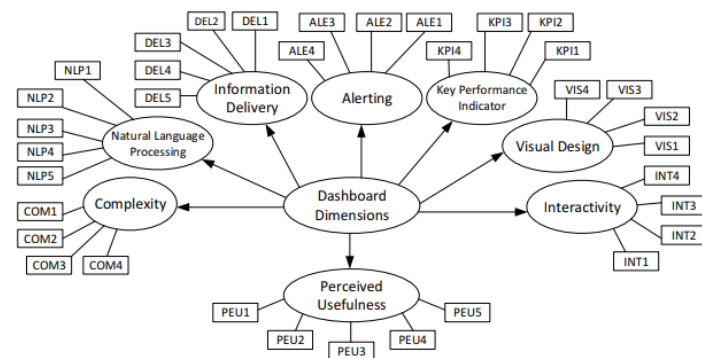 DEL2
DEL1
ALE3
ALE2
ALE1
KPI3
KPI2
DEL3
ALE4
KPI4
KPI1
NLP1
DEL4
DEL5
Information
Delivery
Alerting
Key Performance
Indicator
VIS4
VIS3
NLP2
NLP3
NLP4
NLP5
Natural Language
Processing
Visual Design
VIS2
VIS1
COM1
COM2
COM3
COM4
Complexity
Dashboard
Dimensions
Interactivity
INT4
INT3
INT2
INT1
Perceived
Usefulness
PEU1
PEU2
PEU3
PEU4
PEU5